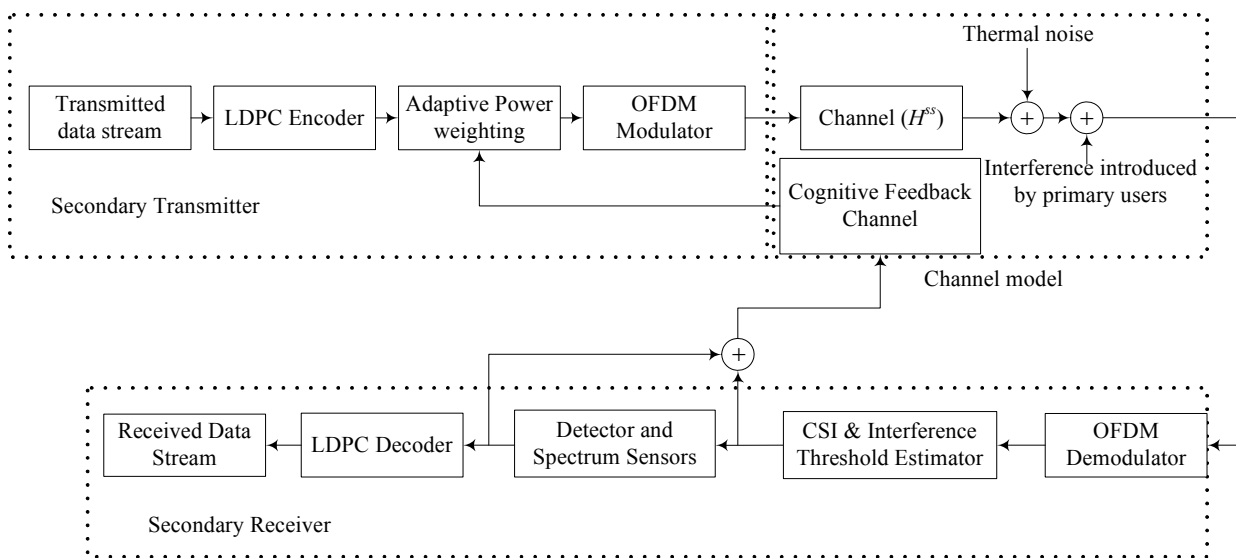 Thermal noise
Transmitted
data stream
LDPC Encoder
Adaptive Power
weighting
OFDM
Modulator
Channel (Hss)
+
+
Interference introduced
by primary users
Cognitive Feedback
Channel
Secondary Transmitter
Channel model
+
Received Data
Stream
LDPC Decoder
Detector and
Spectrum Sensors
CSI & Interference
Threshold Estimator
OFDM
Demodulator
Secondary Receiver